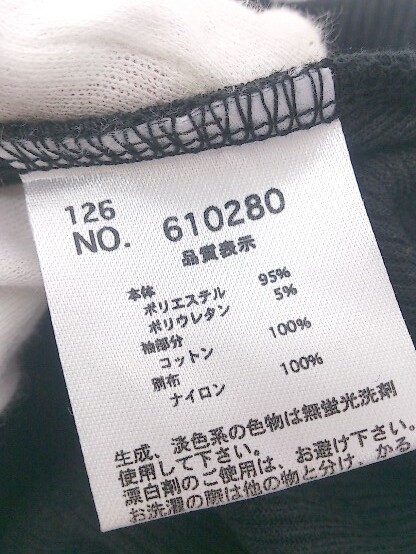 126
NO. 610280
品質表示
本体
ポリエステル 95%
ポリウレタン 5%
袖部分
コットン 100%
別布
ナイロン 100%
生成、淡色系の色物は無蛍光洗剤
使用して下さい。
漂白剤のご使用は、お避け下さい。
お洗濯の際は他の物と分け、かる